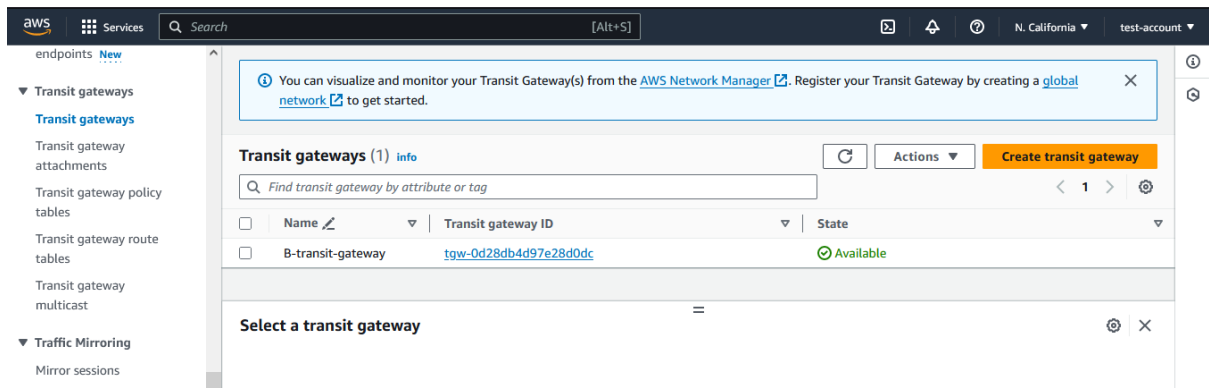 aws Services Search [Alt+S] N. California test-account
endpoints New
Transit gateways
Transit gateways
Transit gateway
attachments
Transit gateway policy
tables
Transit gateway route
tables
Transit gateway
multicast
Traffic Mirroring
Mirror sessions
You can visualize and monitor your Transit Gateway(s) from the AWS Network Manager. Register your Transit Gateway by creating a global
network to get started.
Transit gateways (1) info Actions Create transit gateway
Find transit gateway by attribute or tag 1
Name Transit gateway ID State
B-transit-gateway tgw-0d28db4d97e28d0dc Available
Select a transit gateway